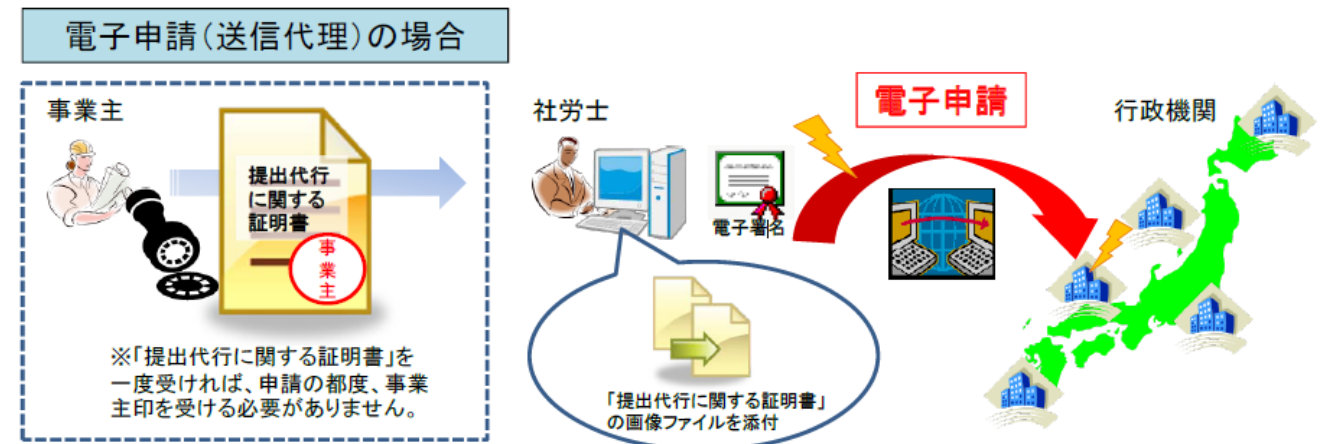 電子申請(送信代理)の場合
事業主
提出代行
に関する
証明書
事
業
主
※「提出代行に関する証明書」を
一度受ければ、申請の都度、事業
主印を受ける必要がありません。
社労士
電子署名
「提出代行に関する証明書」
の画像ファイルを添付
電子申請
行政機関